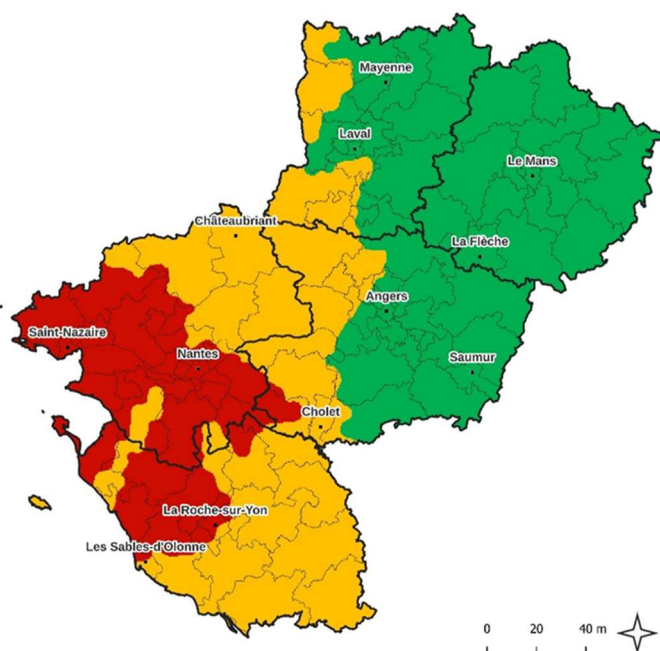 Mayenne
Laval
Le Mans
Châteaubriant
La Flèche
Angers
Saint-Nazaire
Nantes
Saumur
Cholet
La Roche-sur-Yon
Les Sables-d'Olonne
0 20 40 m